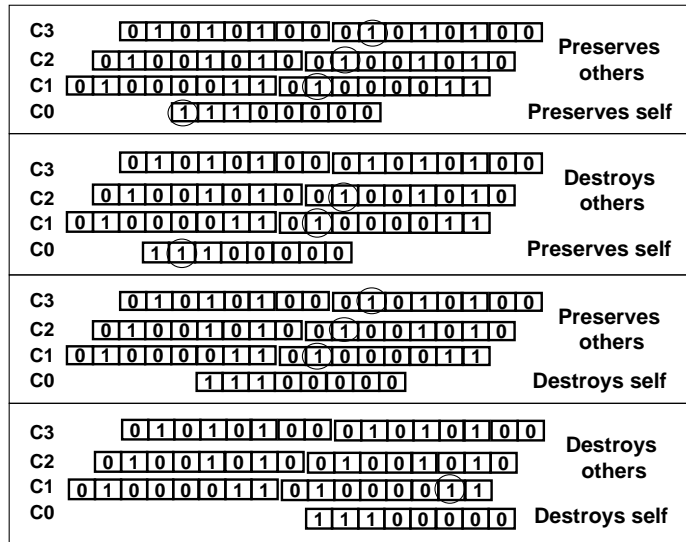 C3 0 1 0 1 0 1 0 0 0 1 0 1 0 1 0 0
Preserves
C2 0 1 0 0 1 0 1 0 0 1 0 0 1 0 1 0
others
C1 0 1 0 0 0 0 1 1 0 1 0 0 0 0 1 1
C0 1 1 1 0 0 0 0 0 Preserves self
C3 0 1 0 1 0 1 0 0 0 1 0 1 0 1 0 0
Destroys
C2 0 1 0 0 1 0 1 0 0 1 0 0 1 0 1 0
others
C1 0 1 0 0 0 0 1 1 0 1 0 0 0 0 1 1
C0 1 1 1 0 0 0 0 0 Preserves self
C3 0 1 0 1 0 1 0 0 0 1 0 1 0 1 0 0
Preserves
C2 0 1 0 0 1 0 1 0 0 1 0 0 1 0 1 0
others
C1 0 1 0 0 0 0 1 1 0 1 0 0 0 0 1 1
C0 1 1 1 0 0 0 0 0 Destroys self
C3 0 1 0 1 0 1 0 0 0 1 0 1 0 1 0 0
Destroys
C2 0 1 0 0 1 0 1 0 0 1 0 0 1 0 1 0
others
C1 0 1 0 0 0 0 1 1 0 1 0 0 0 0 1 1
C0 1 1 1 0 0 0 0 0 Destroys self